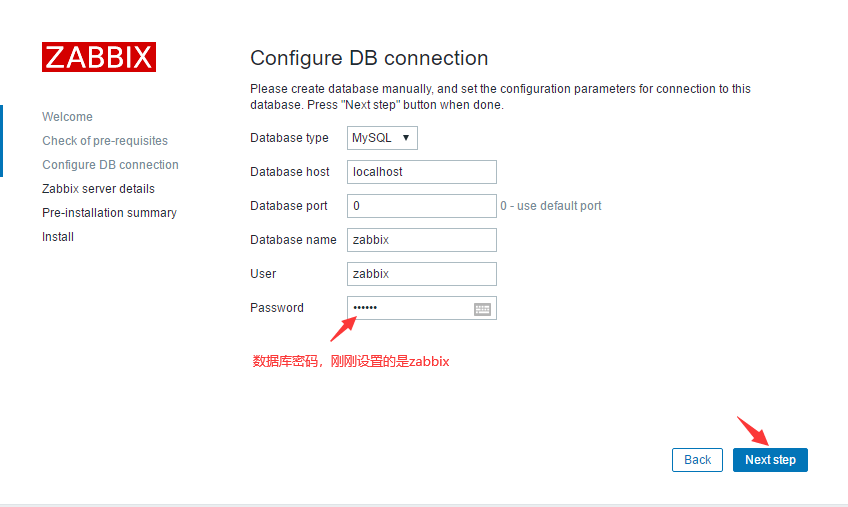 ZABBIX
Configure DB connection
Please create database manually, and set the configuration parameters for connection to this
database. Press "Next step" button when done.
Welcome
Check of pre-requisites
Configure DB connection
Zabbix server details
Pre-installation summary
Install
Database type MySQL ▼
Database host localhost
Database port 0 0 - use default port
Database name zabbix
User zabbix
Password ••••••
数据库密码，刚刚设置的是zabbix
Back Next step